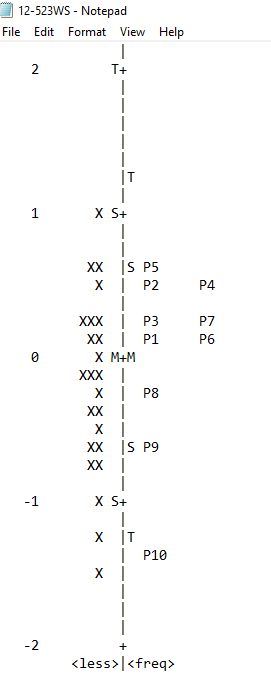 12-523WS - Notepad
File Edit Format View Help
|
2 T+
|
|
|
|
|
|T
|
1 X S+
|
|
XX |S P5
X | P2 P4
|
XXX | P3 P7
XX | P1 P6
0 X M+M
XXX |
X | P8
XX |
X |
XX |S P9
XX |
|
-1 X S+
|
X |T
| P10
X |
|
|
|
-2 +
<less>|<freq>